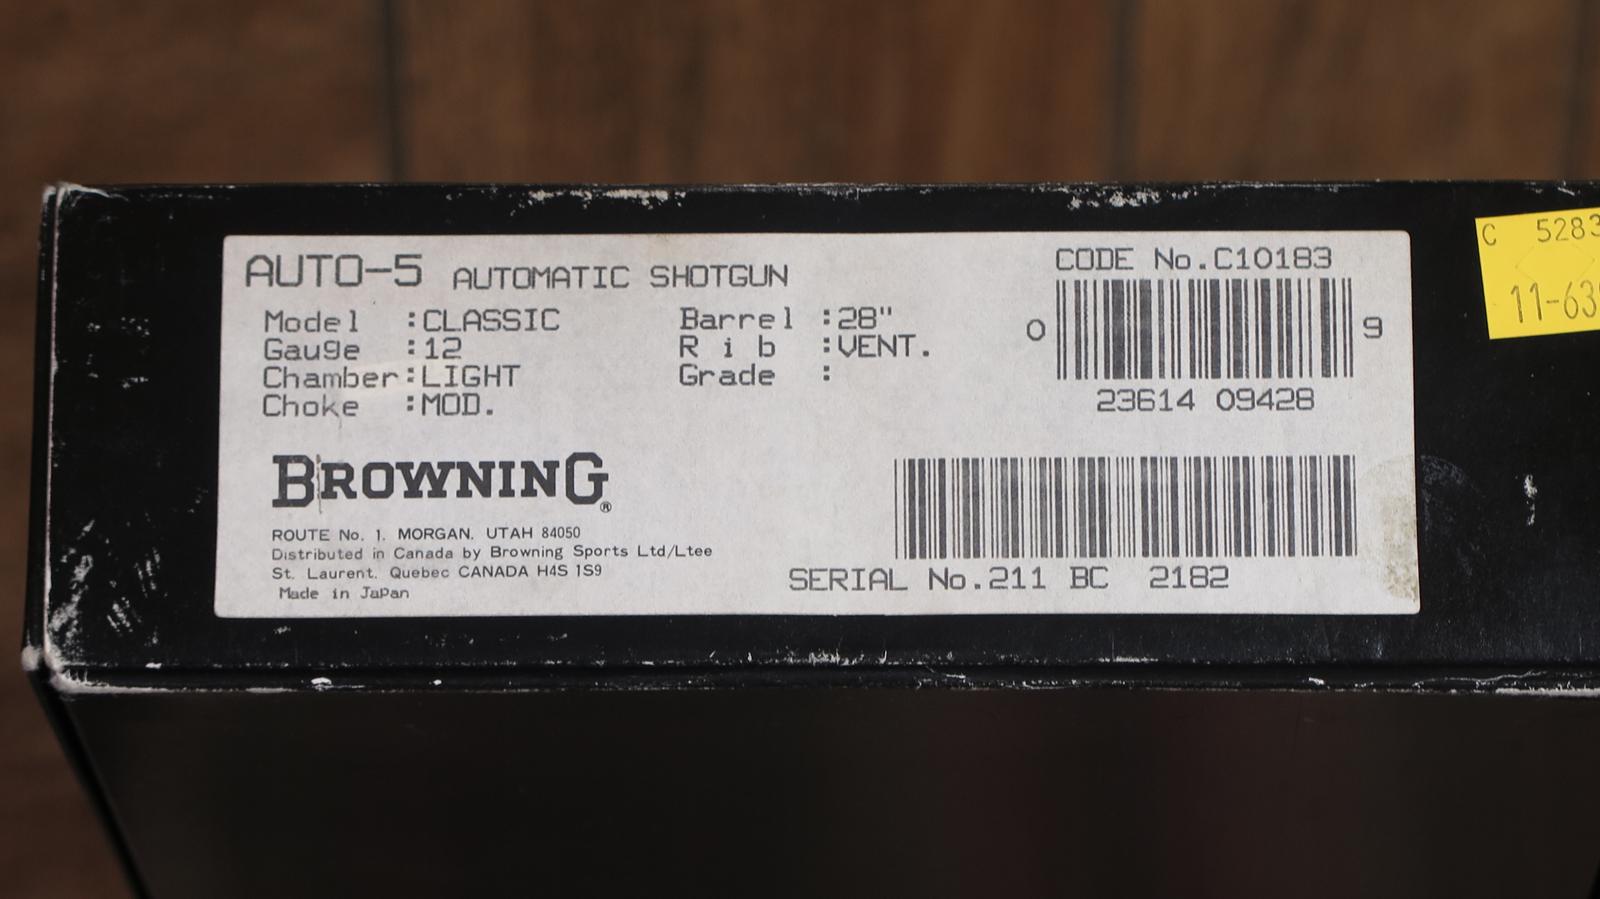 AUTO-5 AUTOMATIC SHOTGUN
Model :CLASSIC
Gauge :12
Chamber:LIGHT
Choke :MOD.
Barrel :28"
Rib :VENT.
Grade :
CODE No.C10183
0 9
23614 09428
BROWNING®
ROUTE No. 1. MORGAN. UTAH 84050
Distributed in Canada by Browning Sports Ltd/Ltee
St. Laurent. Quebec CANADA H4S 1S9
Made in Japan
SERIAL No.211 BC 2182
C 5283